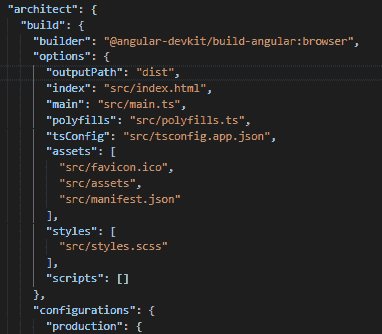 "architect": {
"build": {
"builder": "@angular-devkit/build-angular:browser",
"options": {
"outputPath": "dist",
"index": "src/index.html",
"main": "src/main.ts",
"polyfills": "src/polyfills.ts",
"tsConfig": "src/tsconfig.app.json",
"assets": [
"src/favicon.ico",
"src/assets",
"src/manifest.json"
],
"styles": [
"src/styles.scss"
],
"scripts": []
},
"configurations": {
"production": {